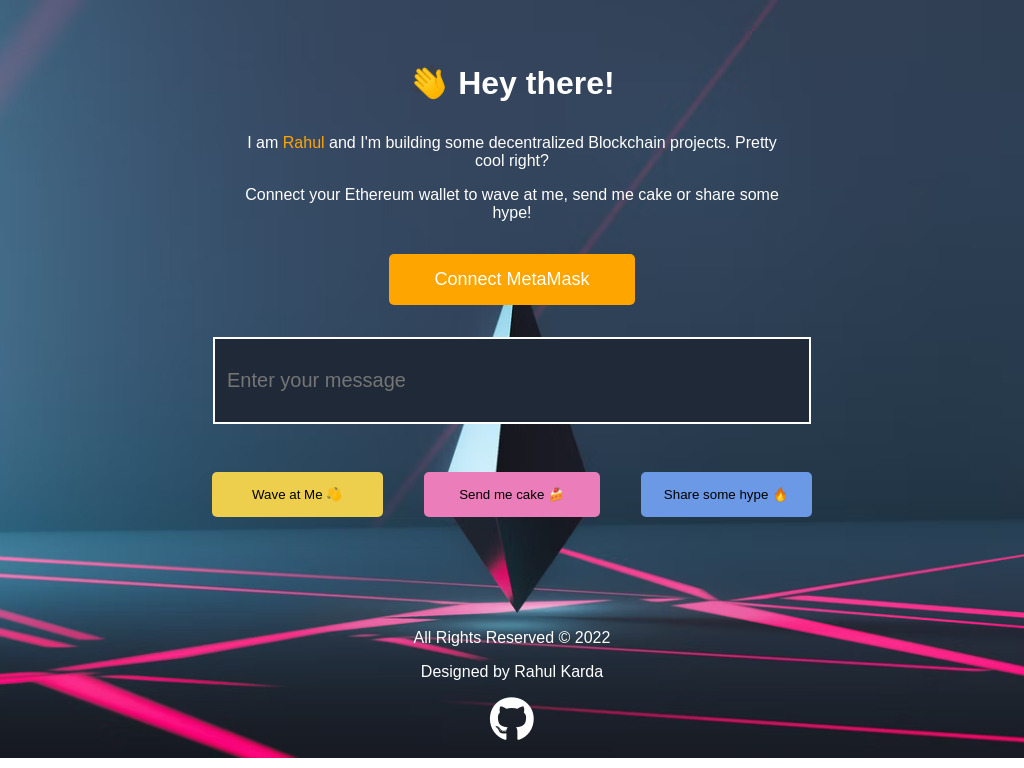 👋 Hey there!
I am Rahul and I'm building some decentralized Blockchain projects. Pretty
cool right?
Connect your Ethereum wallet to wave at me, send me cake or share some
hype!
Connect MetaMask
Enter your message
Wave at Me 👋
Send me cake 🍰
Share some hype 🔥
All Rights Reserved © 2022
Designed by Rahul Karda